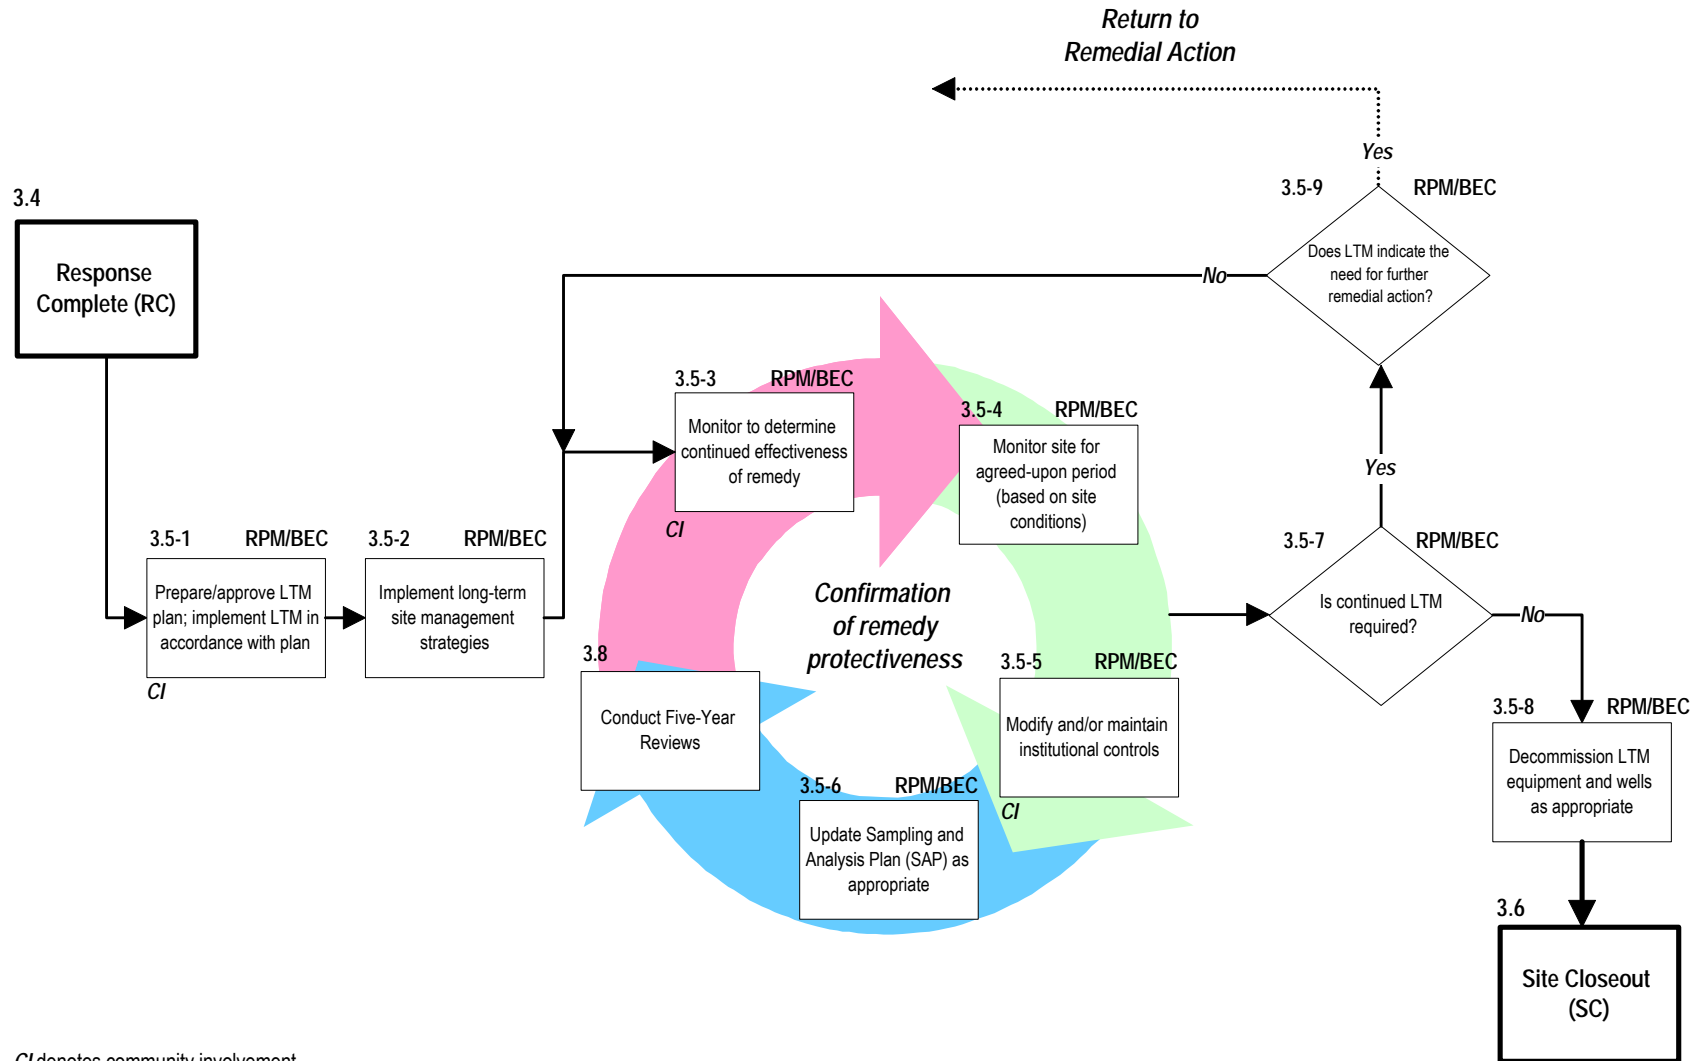 Return to
Remedial Action
Yes
3.5-9 RPM/BEC
Does LTM indicate the
need for further
remedial action?
No
3.4
Response
Complete (RC)
3.5-3 RPM/BEC
Monitor to determine
continued effectiveness
of remedy
CI
3.5-4 RPM/BEC
Monitor site for
agreed-upon period
(based on site
conditions)
Yes
3.5-1 RPM/BEC
Prepare/approve LTM
plan; implement LTM in
accordance with plan
CI
3.5-2 RPM/BEC
Implement long-term
site management
strategies
Confirmation
of remedy
protectiveness
3.5-7 RPM/BEC
Is continued LTM
required?
No
3.8
Conduct Five-Year
Reviews
3.5-5 RPM/BEC
Modify and/or maintain
institutional controls
CI
3.5-6 RPM/BEC
Update Sampling and
Analysis Plan (SAP) as
appropriate
3.5-8 RPM/BEC
Decommission LTM
equipment and wells
as appropriate
3.6
Site Closeout
(SC)
CI denotes community involvement